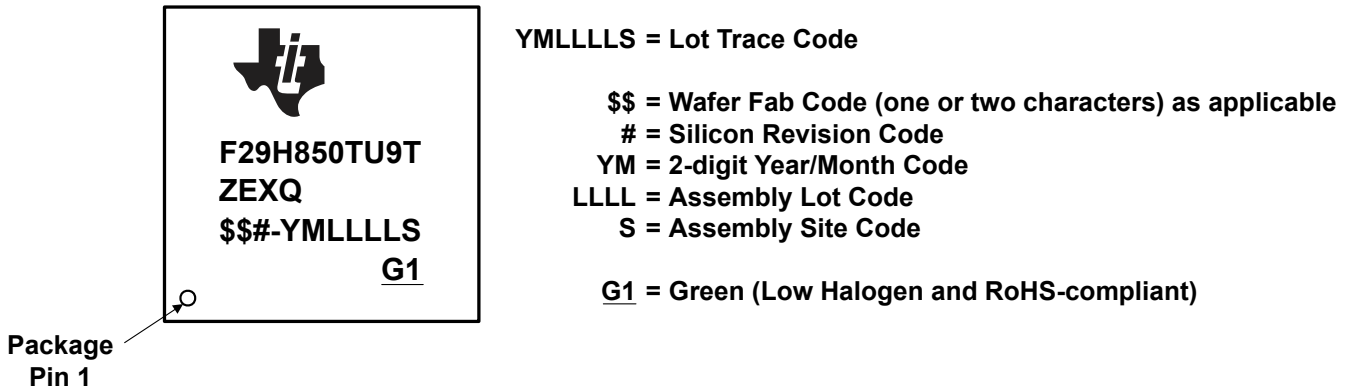 F29H850TU9T
ZEXQ
$$#-YMLLLLS
G1
Package
Pin 1
YMLLLLS = Lot Trace Code
$$ = Wafer Fab Code (one or two characters) as applicable
# = Silicon Revision Code
YM = 2-digit Year/Month Code
LLLL = Assembly Lot Code
S = Assembly Site Code
G1 = Green (Low Halogen and RoHS-compliant)